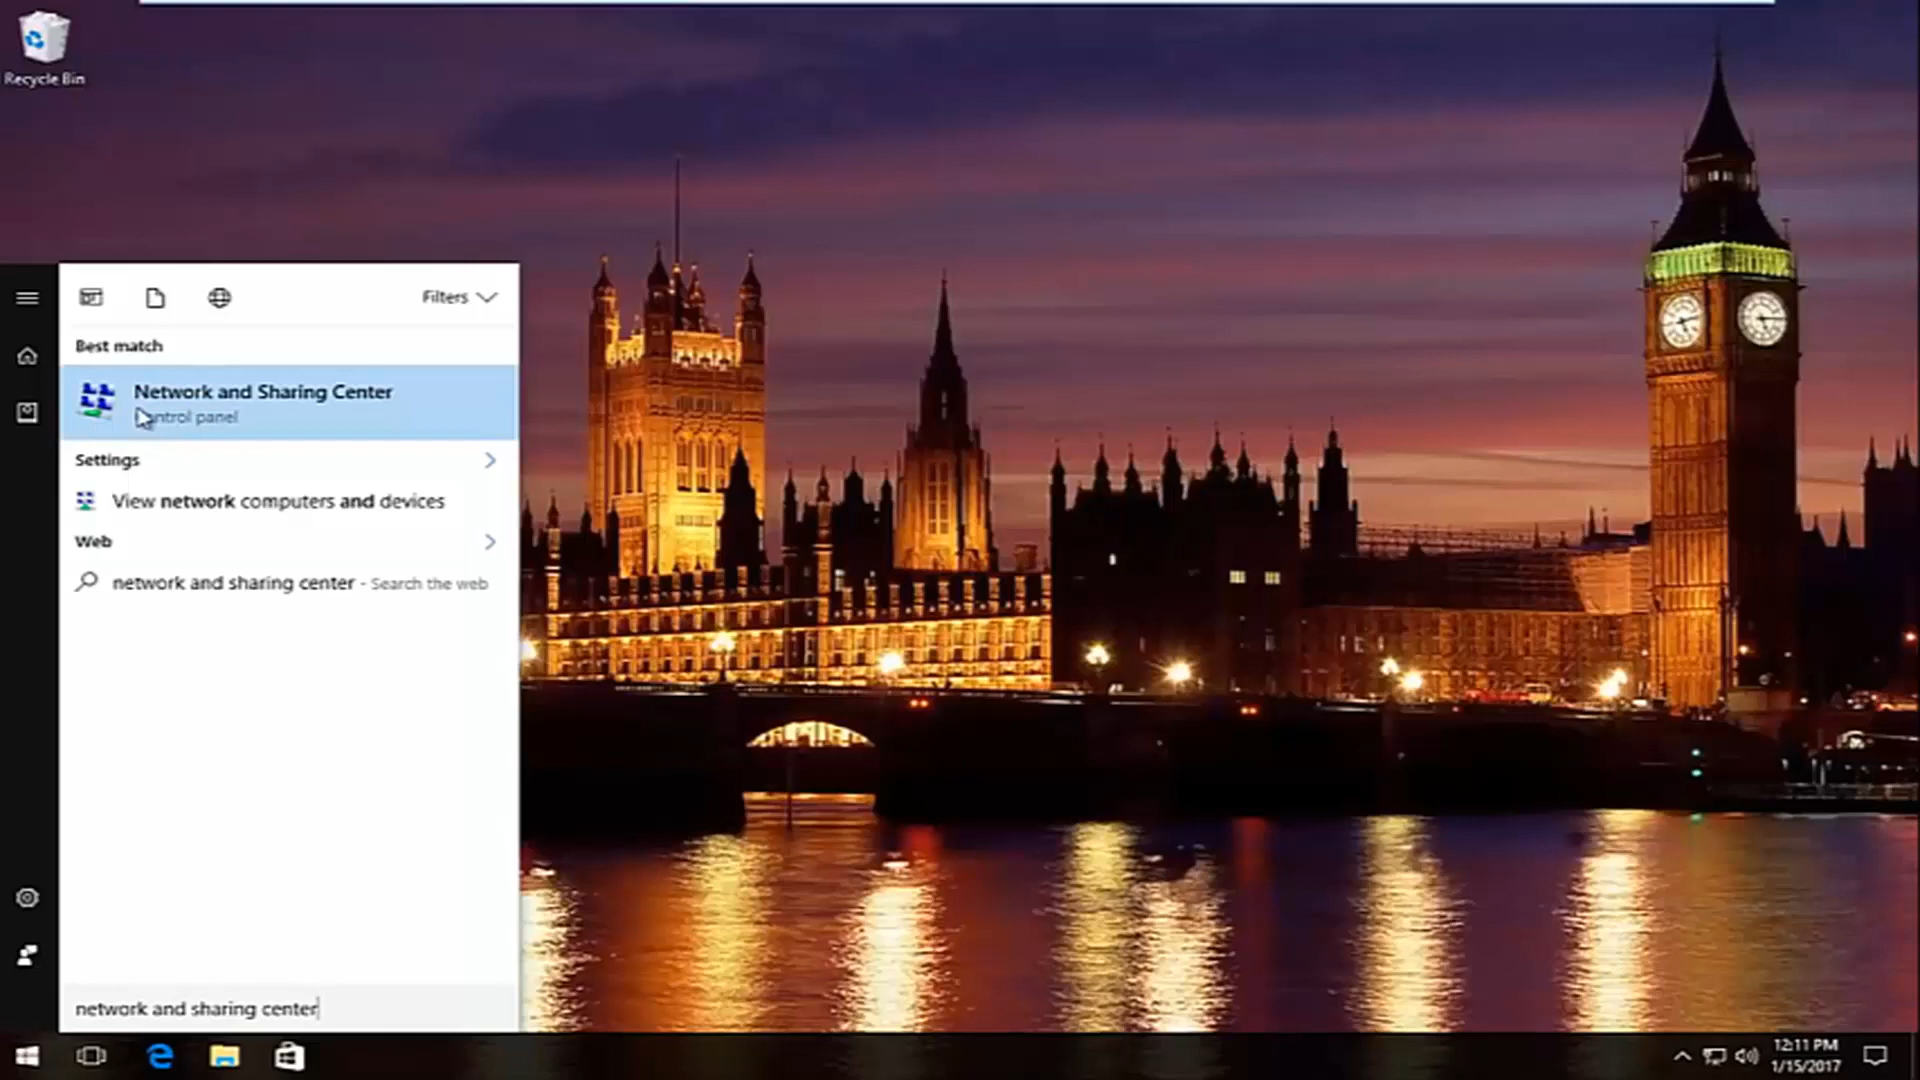 Recycle Bin
Filters
Best match
Network and Sharing Center
Control panel
Settings
View network computers and devices
Web
network and sharing center - Search the web
network and sharing center
12:11 PM
1/15/2017